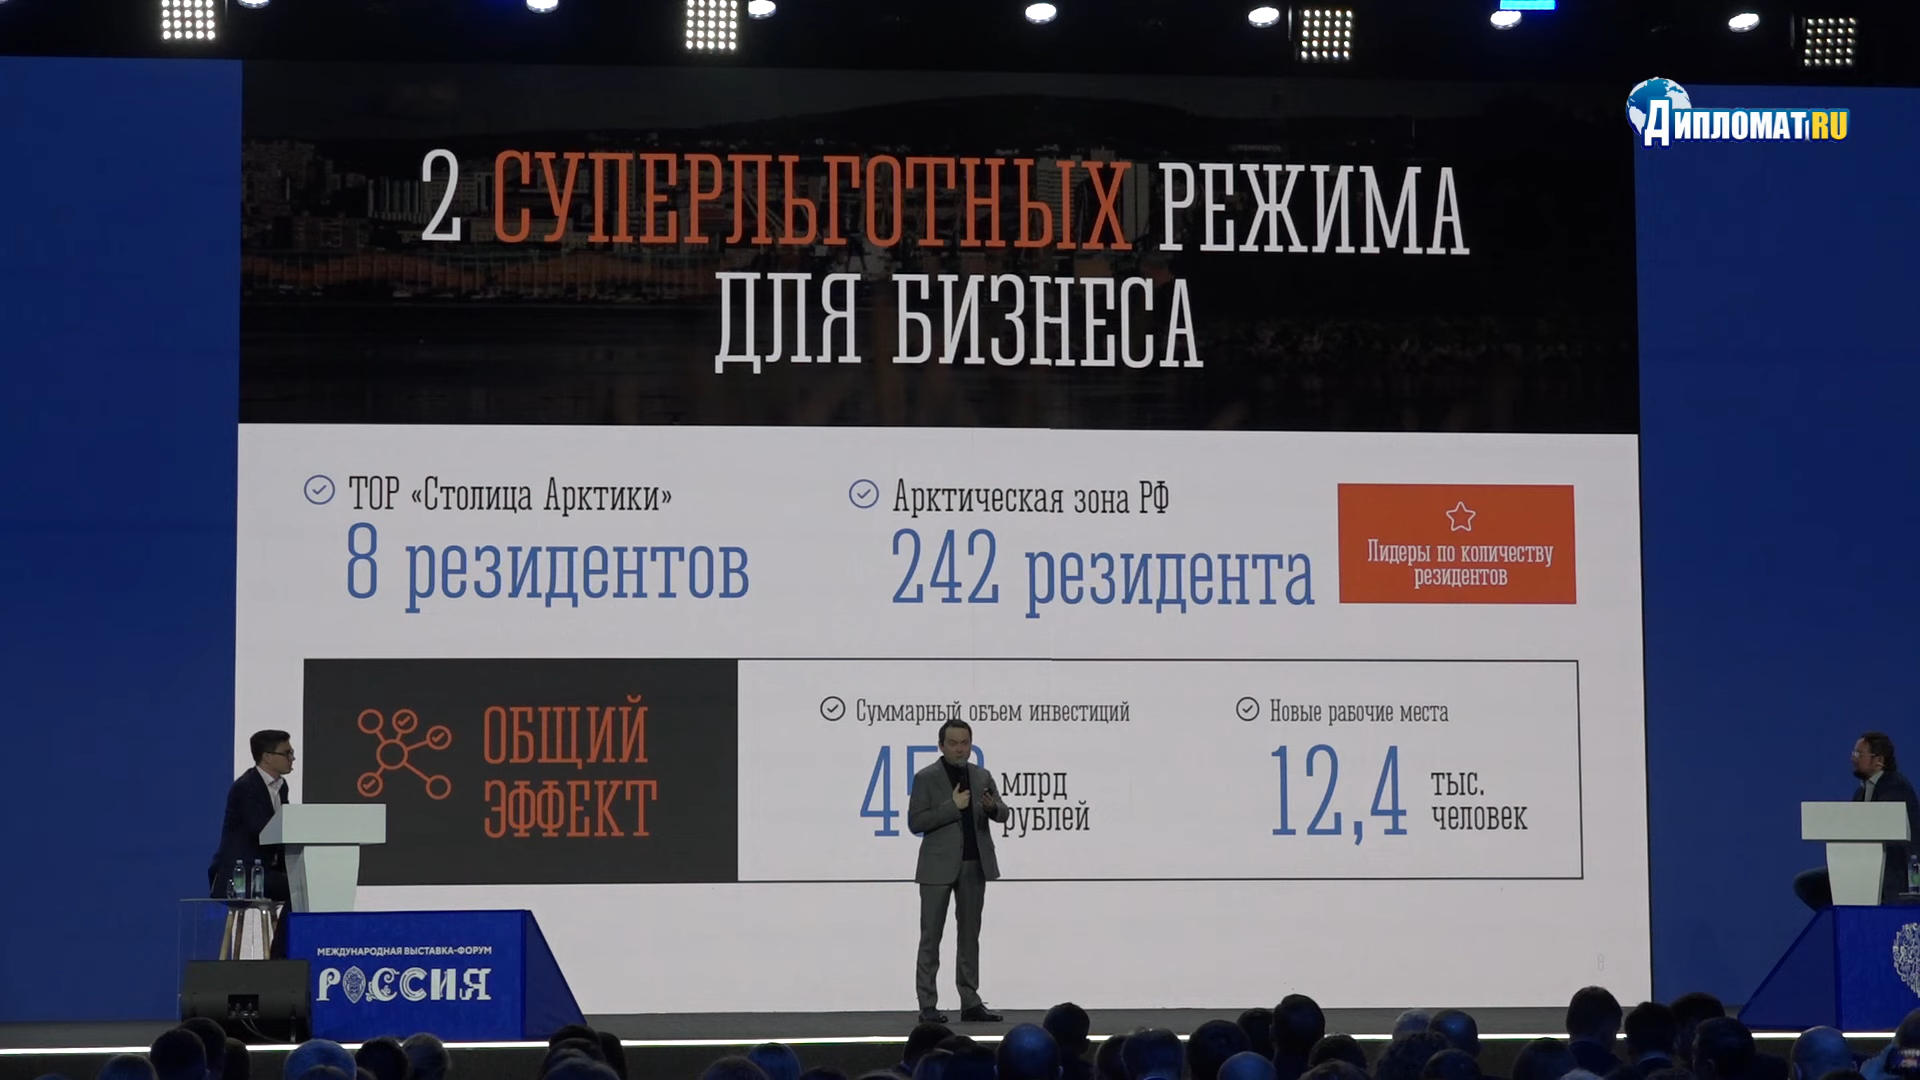 ДИПЛОМАТ.RU
2 СУПЕРЛЬГОТНЫХ РЕЖИМА
ДЛЯ БИЗНЕСА
ТОР «Столица Арктики»
8 резидентов
Арктическая зона РФ
242 резидента
Лидеры по количеству
резидентов
ОБЩИЙ
ЭФФЕКТ
Суммарный объем инвестиций
млрд
рублей
Новые рабочие места
12,4
тыс.
человек
8
МЕЖДУНАРОДНАЯ ВЫСТАВКА-ФОРУМ
РОССИЯ